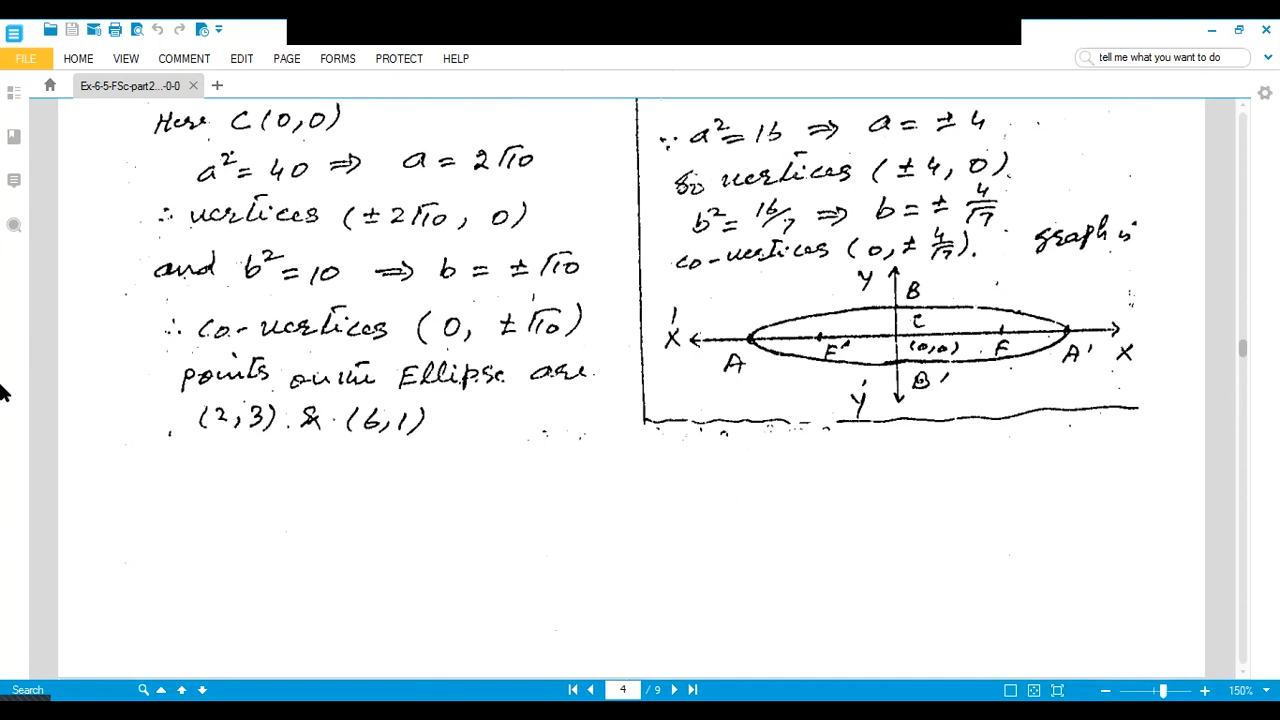 FILE HOME VIEW COMMENT EDIT PAGE FORMS PROTECT HELP tell me what you want to do
Ex-6-5-FSc-part2...-0-0
Here C(0,0)
a² = 40 ⇒ a = 2√10
∴ vertices (±2√10, 0)
and b² = 10 ⇒ b = ±√10
∴ co-vertices (0, ±√10)
points on the Ellipse are
(2,3) & (6,1)
∵ a² = 16 ⇒ a = ±4
So vertices (±4, 0).
b² = 16/7 ⇒ b = ± 4/√7
co-vertices (0, ± 4/√7). graph is
Y B
X' C
F' (0,0) F
A A' X
B'
Y'
Search 4 / 9 150%